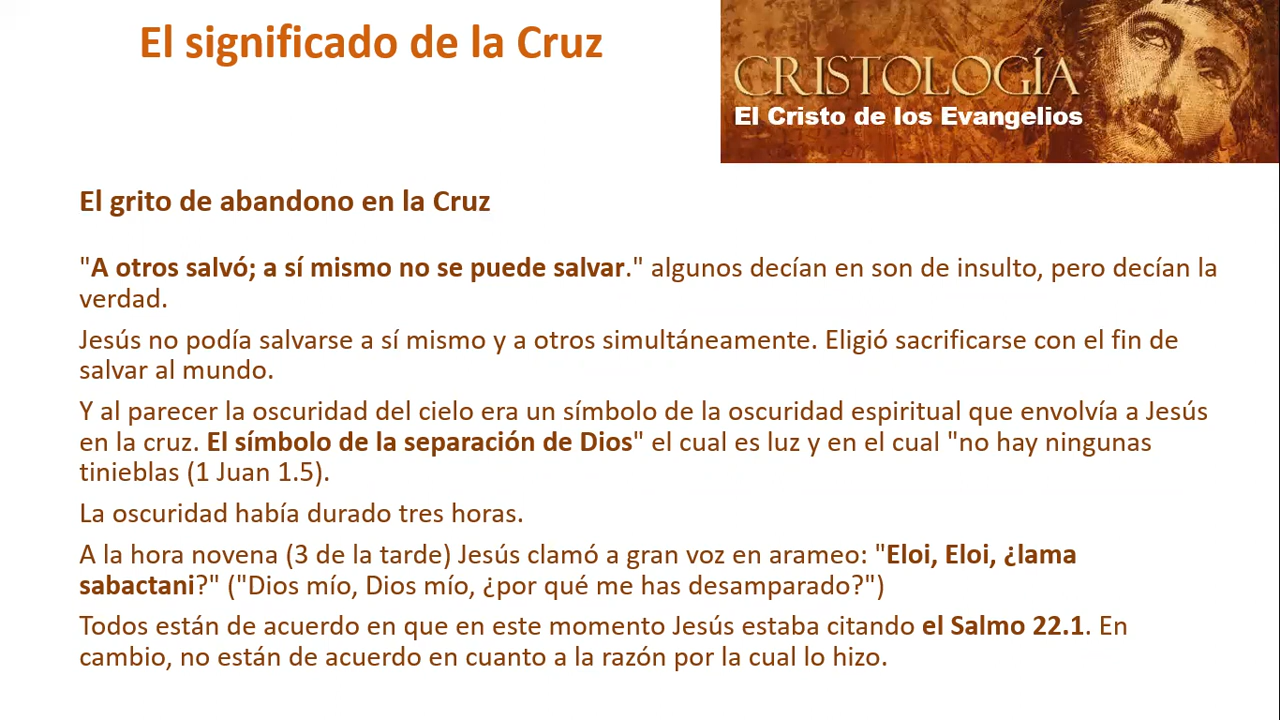 El significado de la Cruz
CRISTOLOGÍA
El Cristo de los Evangelios
El grito de abandono en la Cruz
"A otros salvó; a sí mismo no se puede salvar." algunos decían en son de insulto, pero decían la
verdad.
Jesús no podía salvarse a sí mismo y a otros simultáneamente. Eligió sacrificarse con el fin de
salvar al mundo.
Y al parecer la oscuridad del cielo era un símbolo de la oscuridad espiritual que envolvía a Jesús
en la cruz. El símbolo de la separación de Dios" el cual es luz y en el cual "no hay ningunas
tinieblas (1 Juan 1.5).
La oscuridad había durado tres horas.
A la hora novena (3 de la tarde) Jesús clamó a gran voz en arameo: "Eloi, Eloi, ¿lama
sabactani?" ("Dios mío, Dios mío, ¿por qué me has desamparado?")
Todos están de acuerdo en que en este momento Jesús estaba citando el Salmo 22.1. En
cambio, no están de acuerdo en cuanto a la razón por la cual lo hizo.